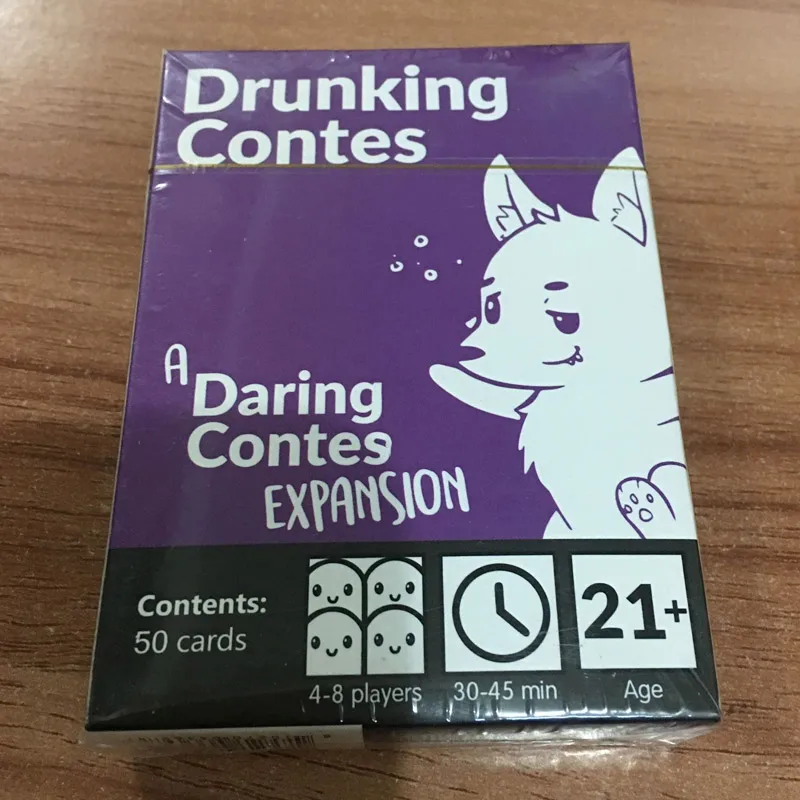 Drunking
Contes
A
Daring
Contes
EXPANSION
Contents:
50 cards
21+
4-8 players
30-45 min
Age